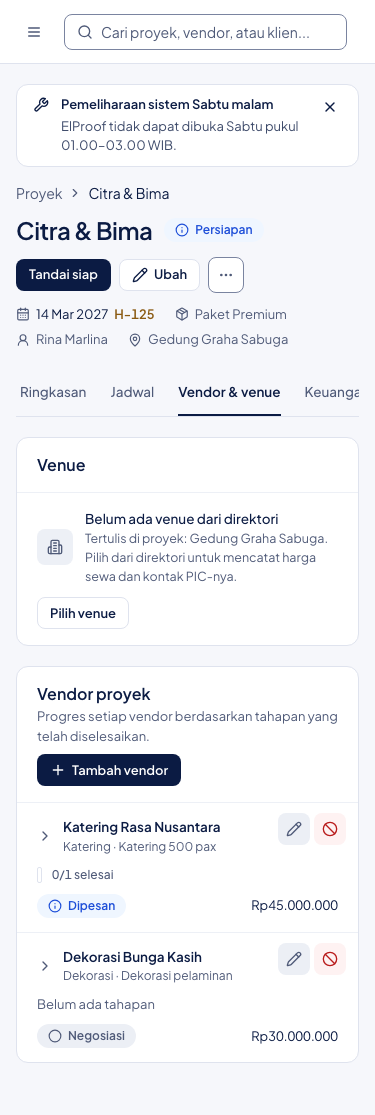 Cari proyek, vendor, atau klien...
Pemeliharaan sistem Sabtu malam
ElProof tidak dapat dibuka Sabtu pukul
01.00–03.00 WIB.
Proyek > Citra & Bima
Citra & Bima
Persiapan
Tandai siap
Ubah
14 Mar 2027 H-125
Paket Premium
Rina Marlina
Gedung Graha Sabuga
Ringkasan Jadwal Vendor & venue Keuanga
Venue
Belum ada venue dari direktori
Tertulis di proyek: Gedung Graha Sabuga.
Pilih dari direktori untuk mencatat harga
sewa dan kontak PIC-nya.
Pilih venue
Vendor proyek
Progres setiap vendor berdasarkan tahapan yang
telah diselesaikan.
+ Tambah vendor
Katering Rasa Nusantara
Katering · Katering 500 pax
0/1 selesai
Dipesan
Rp45.000.000
Dekorasi Bunga Kasih
Dekorasi · Dekorasi pelaminan
Belum ada tahapan
Negosiasi
Rp30.000.000